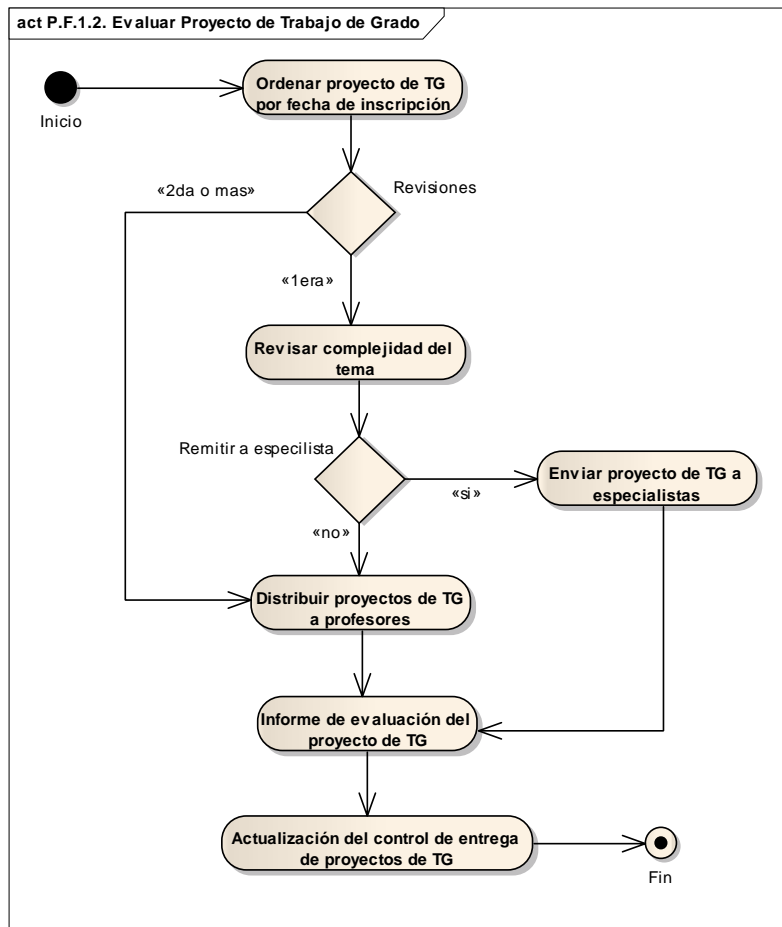 act P.F.1.2. Evaluar Proyecto de Trabajo de Grado
Inicio
Ordenar proyecto de TG
por fecha de inscripción
«2da o mas»
Revisiones
«1era»
Revisar complejidad del
tema
Remitir a especilista
«si»
Enviar proyecto de TG a
especialistas
«no»
Distribuir proyectos de TG
a profesores
Informe de evaluación del
proyecto de TG
Actualización del control de entrega
de proyectos de TG
Fin